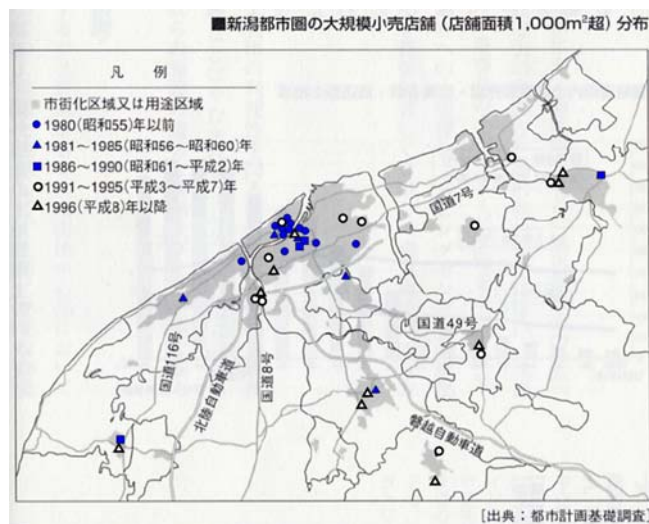 ■新潟都市圏の大規模小売店舗（店舗面積1,000m²超）分布
凡　例
市街化区域又は用途区域
1980(昭和55)年以前
1981～1985(昭和56～昭和60)年
1986～1990(昭和61～平成2)年
1991～1995(平成3～平成7)年
1996(平成8)年以降
国道7号
国道49号
国道116号
北陸自動車道
国道8号
磐越自動車道
[出典：都市計画基礎調査]